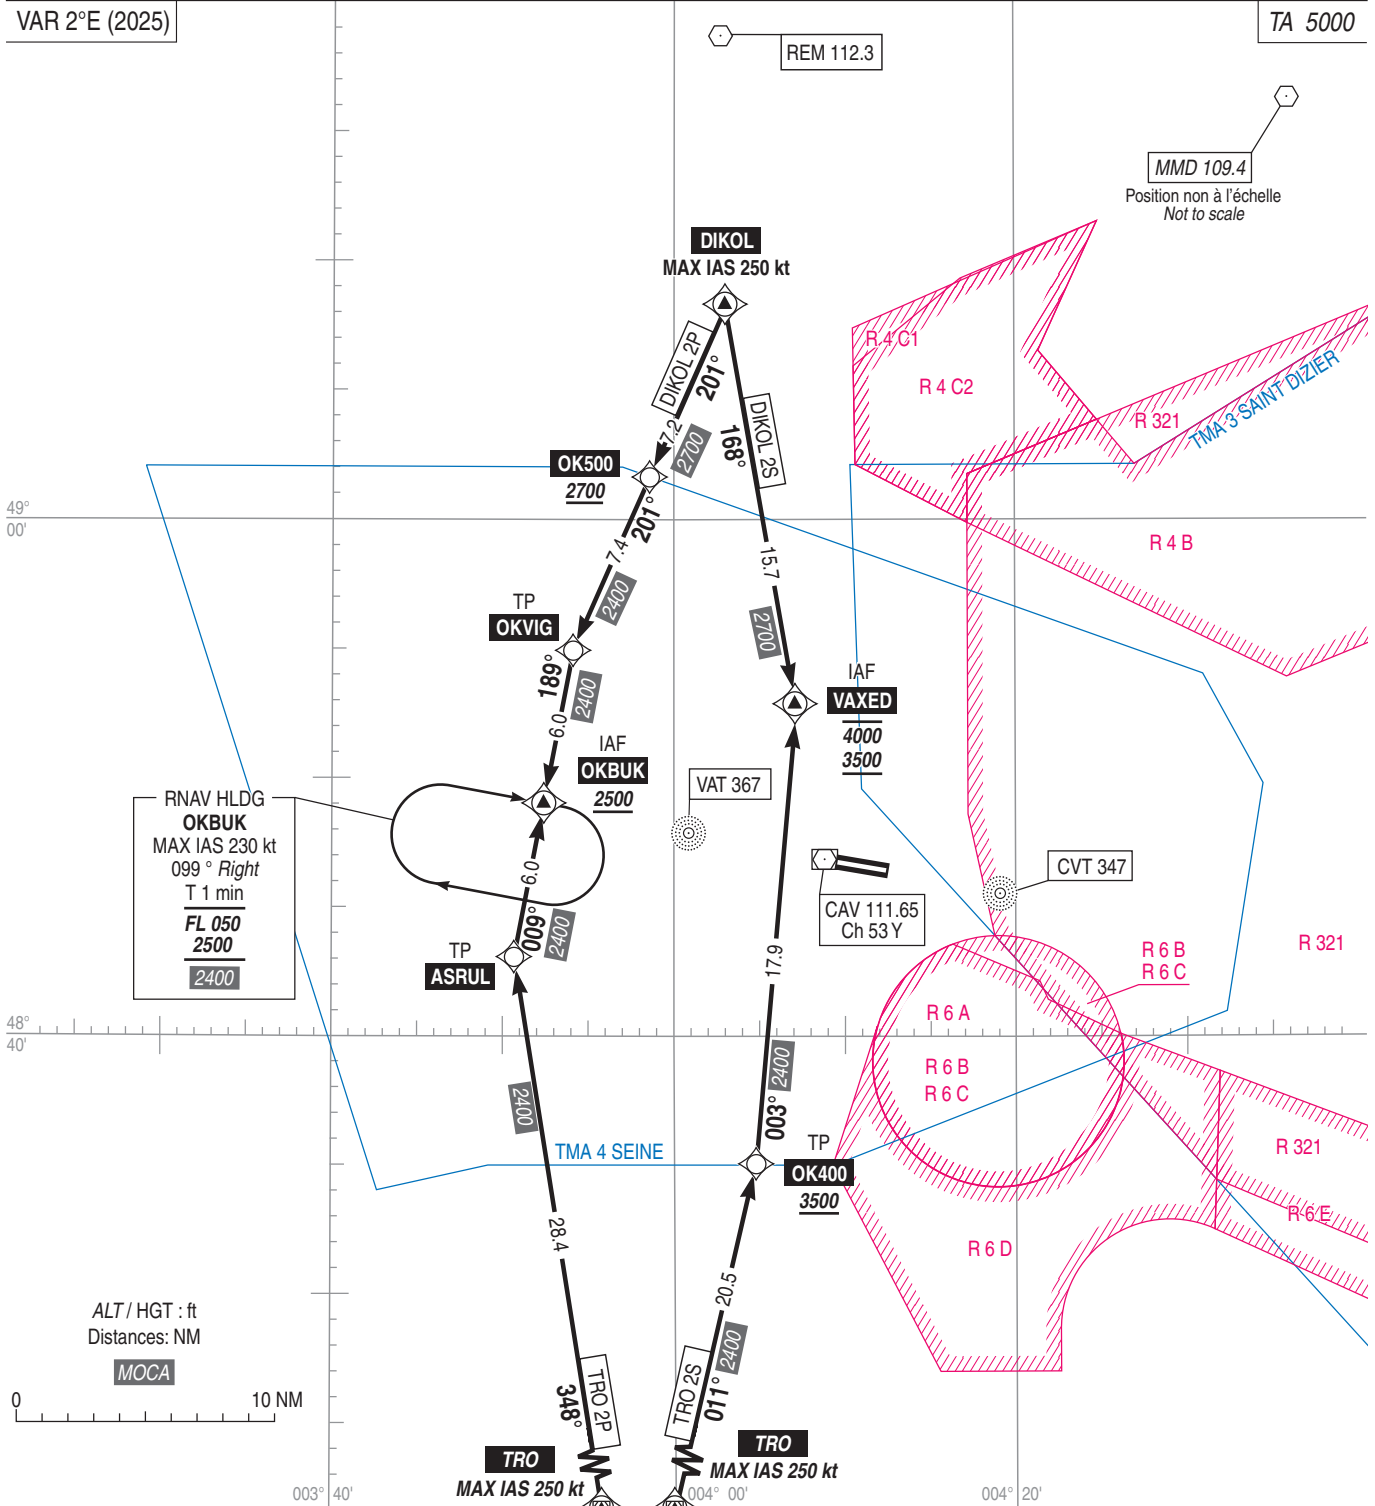 VAR 2°E (2025)
TA 5000
REM 112.3
MMD 109.4
Position non à l'échelle
Not to scale
DIKOL
MAX IAS 250 kt
DIKOL 2P
201°
7.2
2700
DIKOL 2S
168°
15.7
2700
R 4 C1
R 4 C2
R 321
TMA 3 SAINT DIZIER
OK500
2700
49°
00'
201°
7.4
2400
R 4 B
TP
OKVIG
189°
2400
6.0
IAF
VAXED
4000
3500
IAF
OKBUK
2500
VAT 367
RNAV HLDG
OKBUK
MAX IAS 230 kt
099 ° Right
T 1 min
FL 050
2500
2400
6.0
009°
2400
TP
ASRUL
CAV 111.65
Ch 53 Y
CVT 347
17.9
R 6 B
R 6 C
R 321
R 6 A
48°
40'
R 6 B
R 6 C
2400
2400
003°
TMA 4 SEINE
TP
OK400
3500
R 321
R 6 E
R 6 D
28.4
20.5
2400
ALT / HGT : ft
Distances: NM
MOCA
0
10 NM
TRO 2P
348°
TRO 2S
011°
TRO
MAX IAS 250 kt
TRO
MAX IAS 250 kt
003° 40'
004° 00'
004° 20'